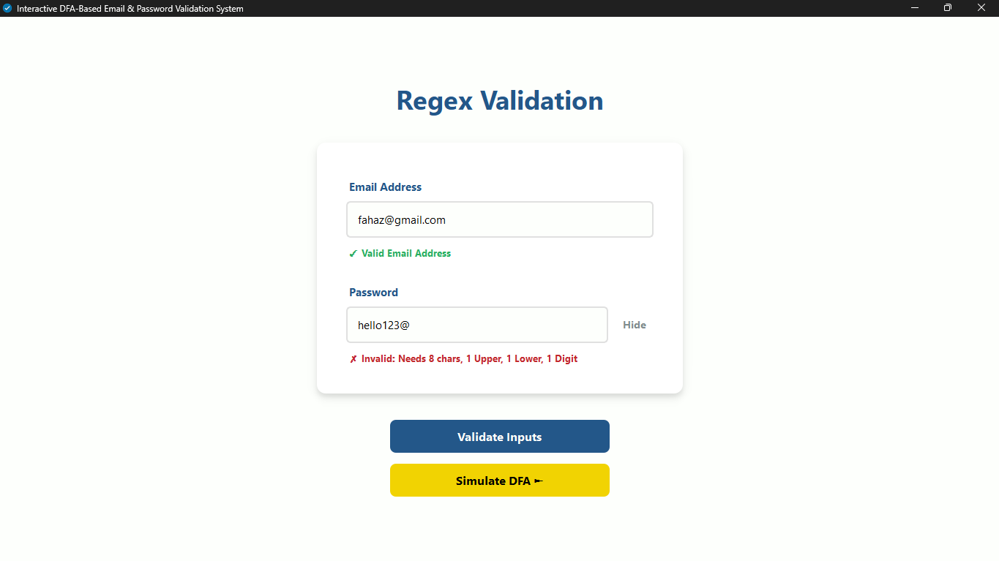 Interactive DFA-Based Email & Password Validation System
Regex Validation
Email Address
fahaz@gmail.com
✓ Valid Email Address
Password
hello123@
Hide
✗ Invalid: Needs 8 chars, 1 Upper, 1 Lower, 1 Digit
Validate Inputs
Simulate DFA ➸